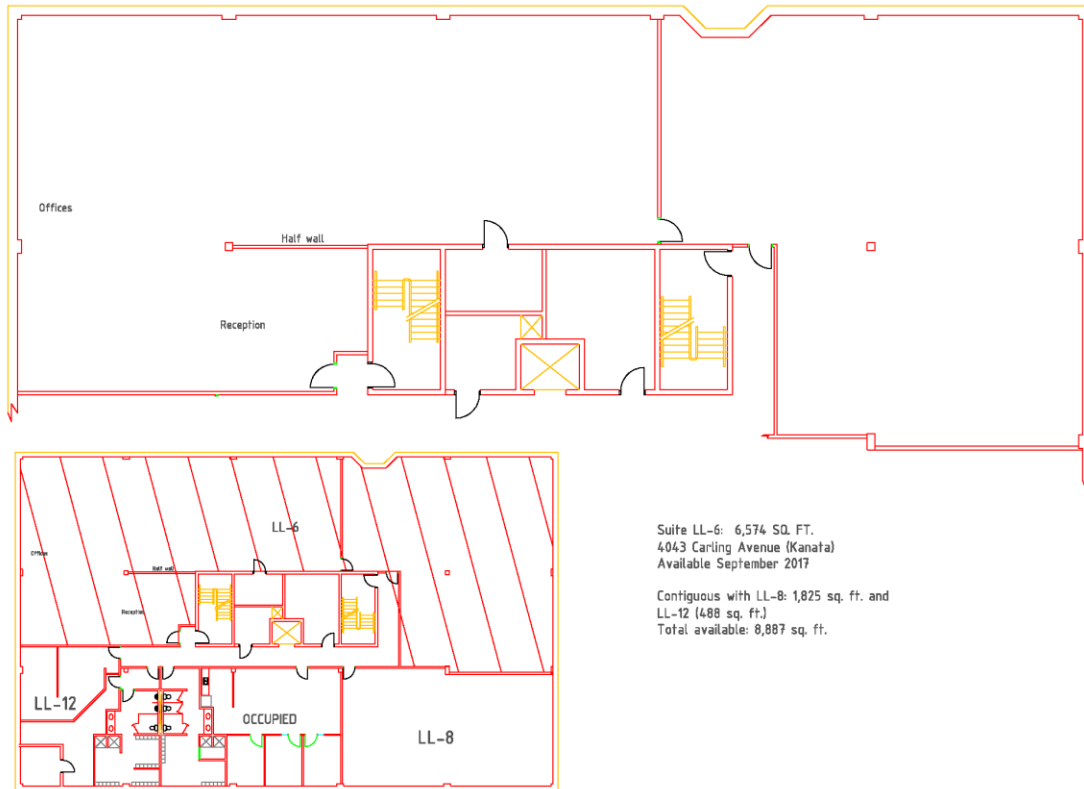 Offices
Half wall
Reception
LL-6
Offices
Half wall
Reception
LL-12
OCCUPIED
LL-8
Suite LL-6: 6,574 SQ. FT.
4043 Carling Avenue (Kanata)
Available September 2017
Contiguous with LL-8: 1,825 sq. ft. and
LL-12 (488 sq. ft.)
Total available: 8,887 sq. ft.